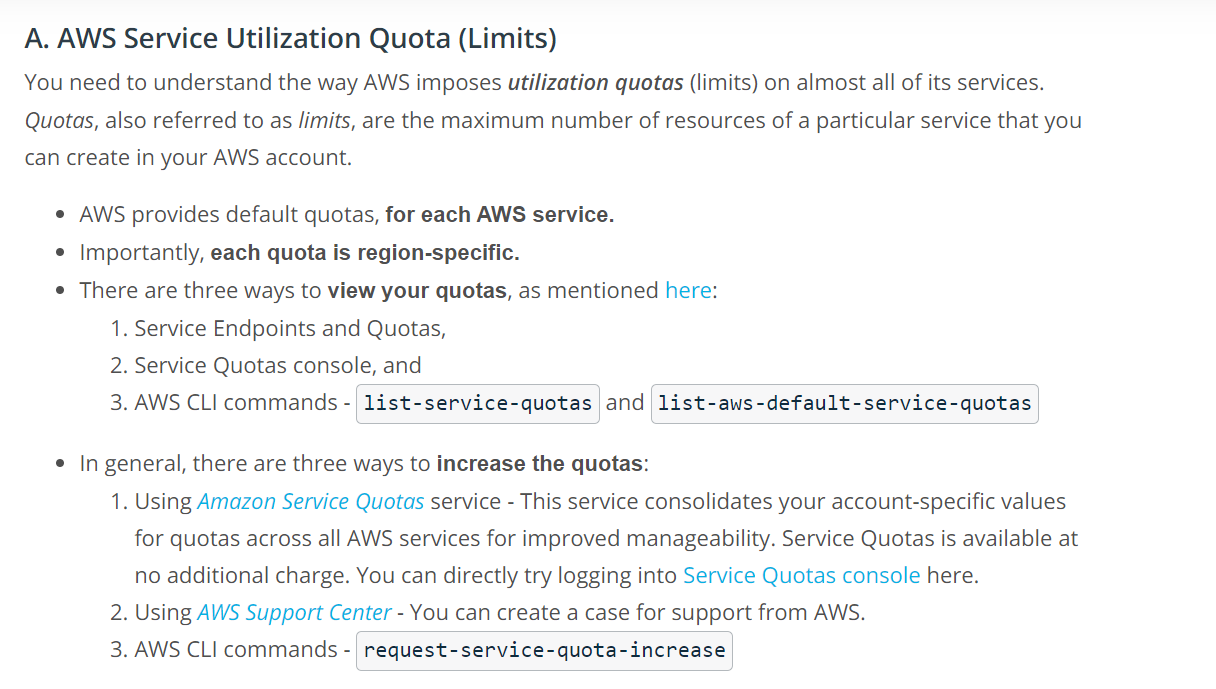 A. AWS Service Utilization Quota (Limits)
You need to understand the way AWS imposes utilization quotas (limits) on almost all of its services.
Quotas, also referred to as limits, are the maximum number of resources of a particular service that you
can create in your AWS account.
• AWS provides default quotas, for each AWS service.
• Importantly, each quota is region-specific.
• There are three ways to view your quotas, as mentioned here:
1. Service Endpoints and Quotas,
2. Service Quotas console, and
3. AWS CLI commands - list-service-quotas and list-aws-default-service-quotas
• In general, there are three ways to increase the quotas:
1. Using Amazon Service Quotas service - This service consolidates your account-specific values
for quotas across all AWS services for improved manageability. Service Quotas is available at
no additional charge. You can directly try logging into Service Quotas console here.
2. Using AWS Support Center - You can create a case for support from AWS.
3. AWS CLI commands - request-service-quota-increase